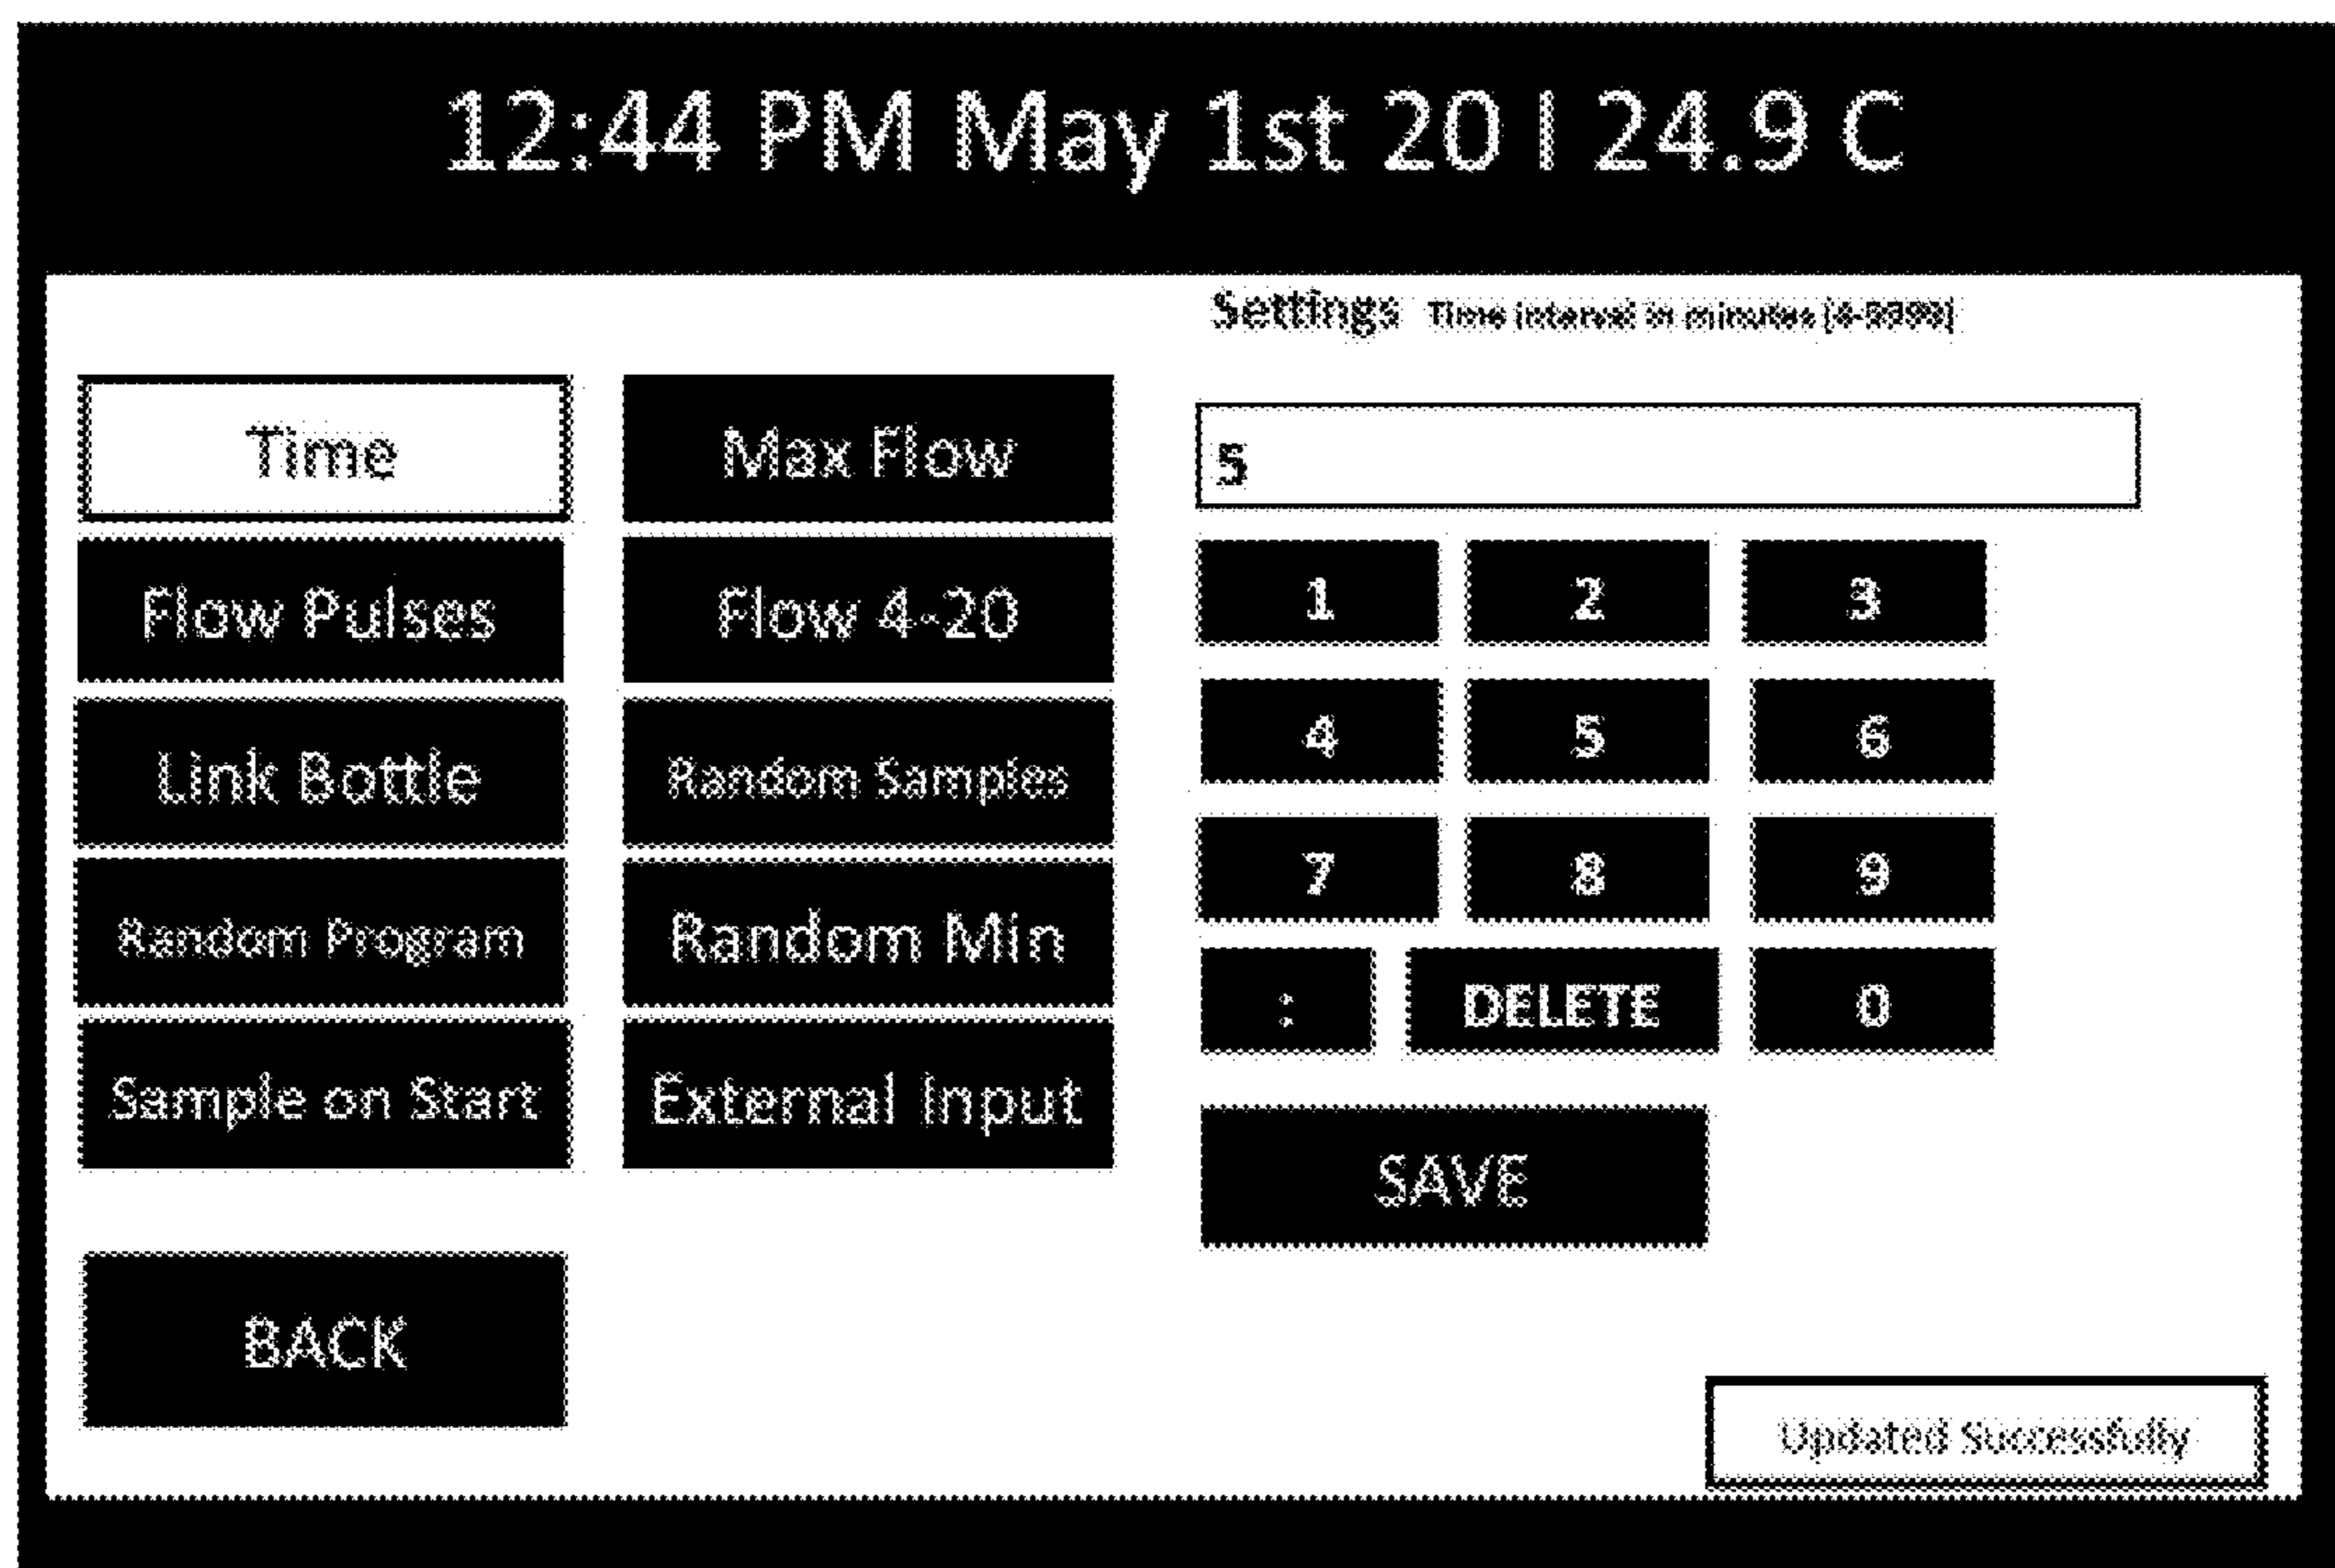 12:44 PM May 1st 20 | 24.9 C
Settings Time interval in minutes [4-9999]
Time
Max Flow
5
Flow Pulses
Flow 4-20
1 2 3
Link Bottle
Random Samples
4 5 6
Random Program
Random Min
7 8 9
: DELETE 0
Sample on Start
External Input
SAVE
BACK
Updated Successfully